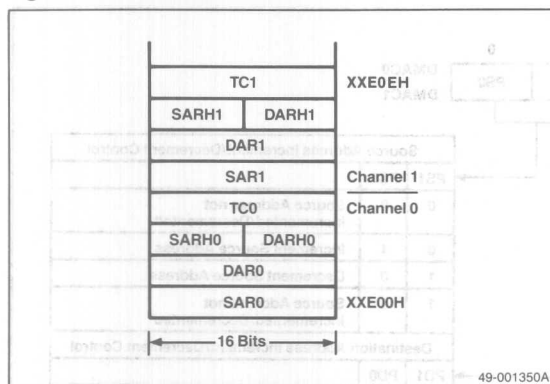 TC1 XXE0EH
SARH1 DARH1
DAR1
SAR1 Channel 1
TC0 Channel 0
SARH0 DARH0
DAR0
SAR0 XXE00H
16 Bits
49-001350A